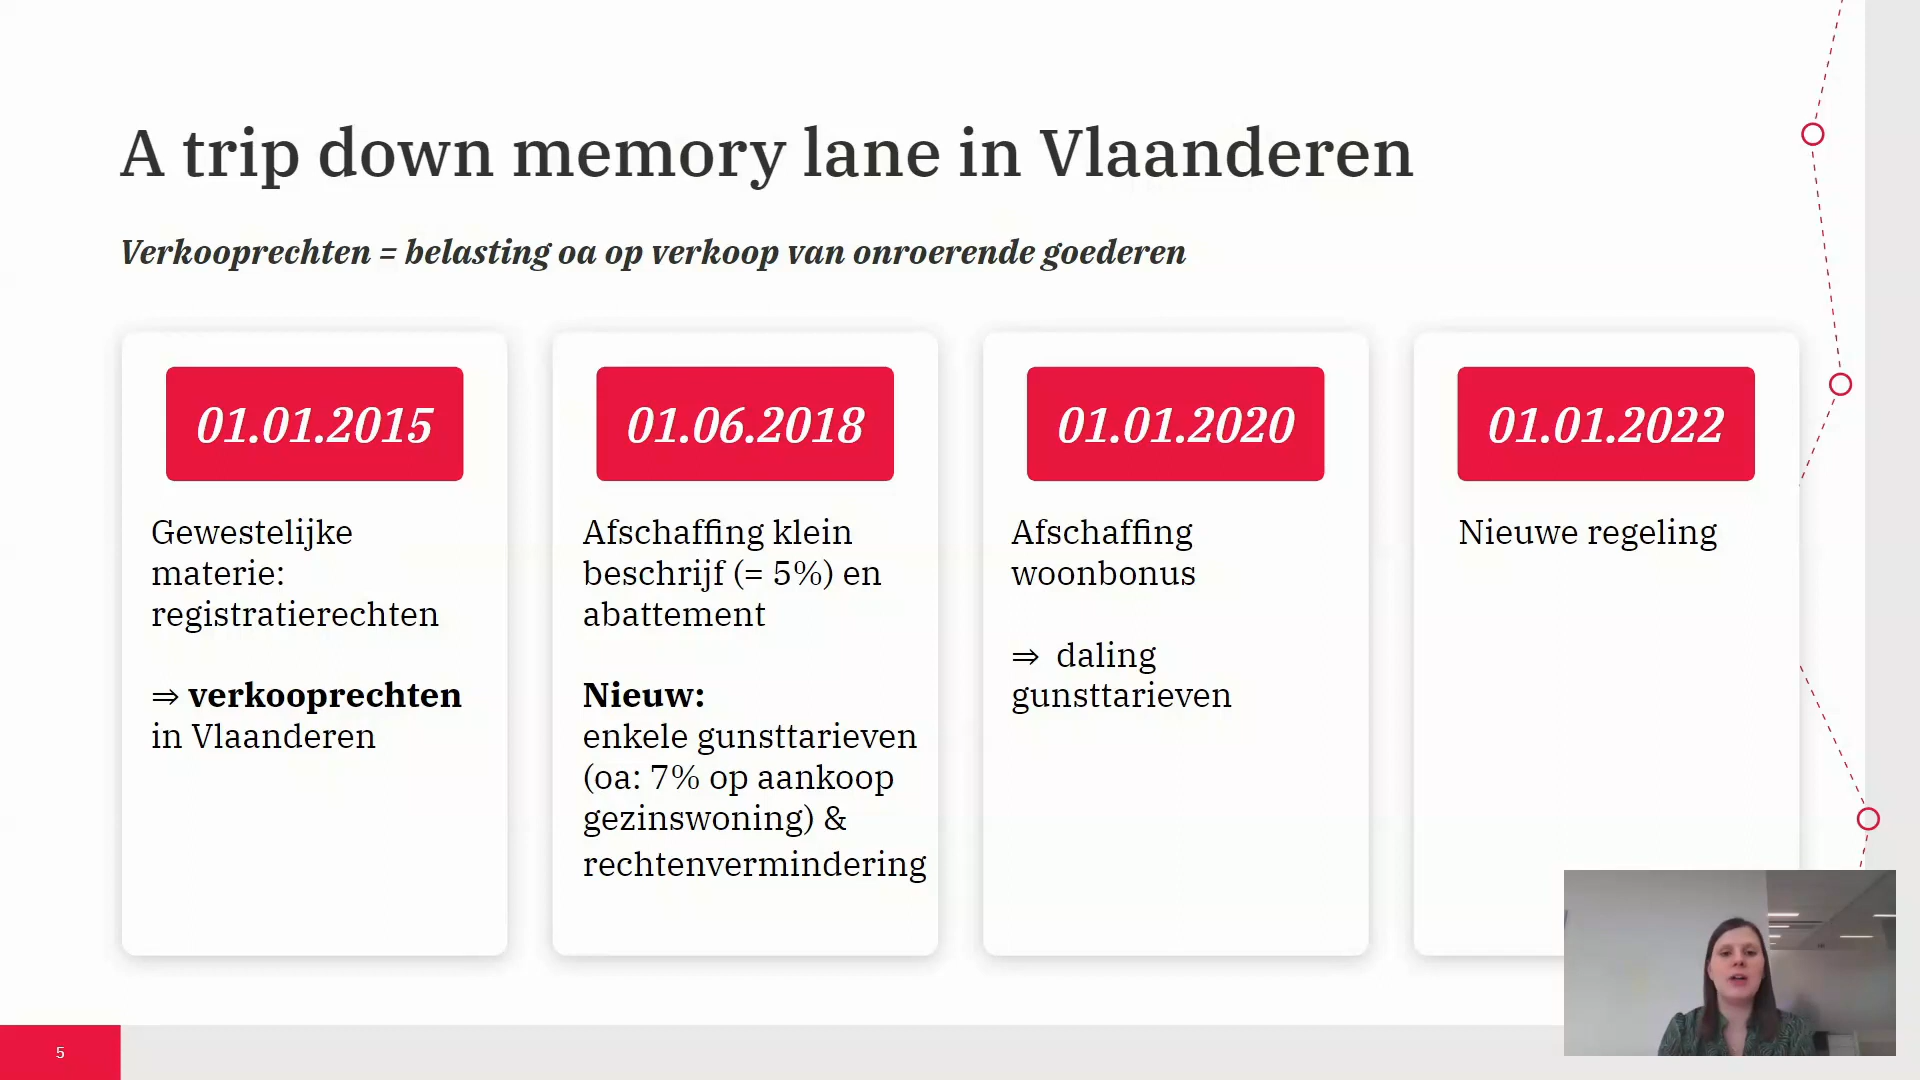 A trip down memory lane in Vlaanderen
Verkooprechten = belasting oa op verkoop van onroerende goederen
01.01.2015
Gewestelijke
materie:
registratierechten
⇒ verkooprechten
in Vlaanderen
01.06.2018
Afschaffing klein
beschrijf (= 5%) en
abattement
Nieuw:
enkele gunsttarieven
(oa: 7% op aankoop
gezinswoning) &
rechtenvermindering
01.01.2020
Afschaffing
woonbonus
⇒ daling
gunsttarieven
01.01.2022
Nieuwe regeling
5